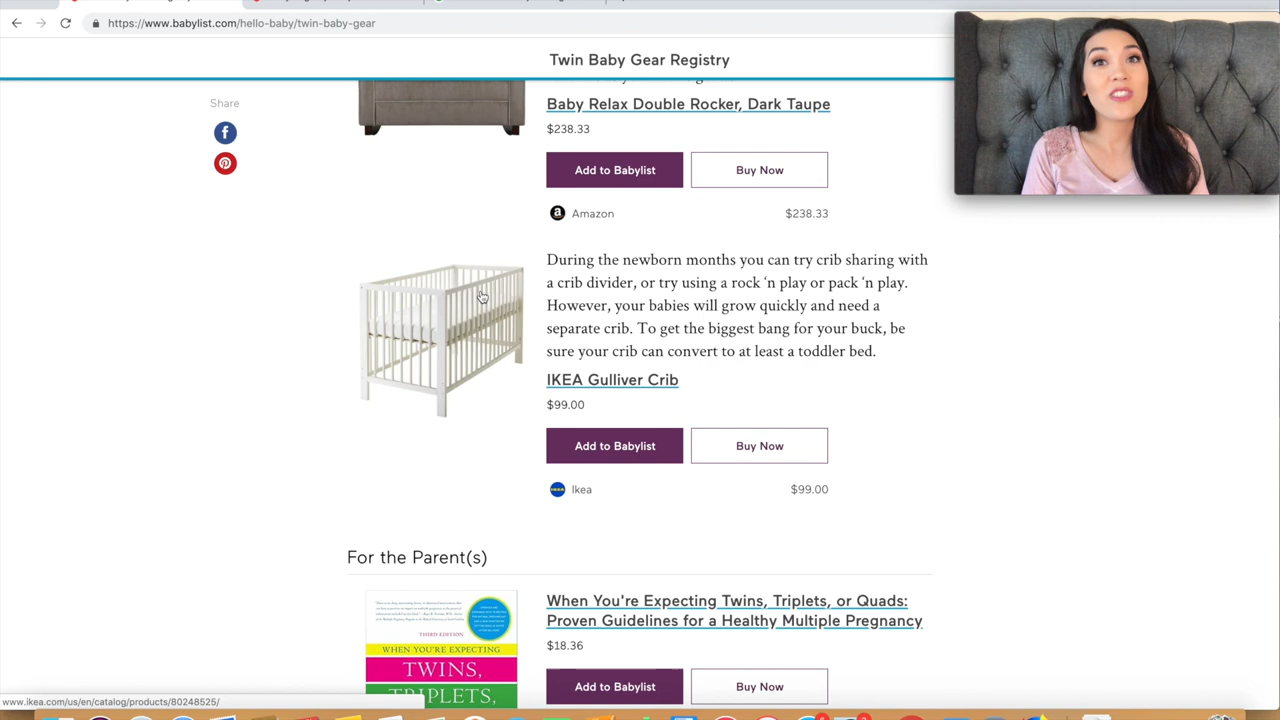 https://www.babylist.com/hello-baby/twin-baby-gear
Twin Baby Gear Registry
Share
Baby Relax Double Rocker, Dark Taupe
$238.33
Add to Babylist
Buy Now
Amazon
$238.33
During the newborn months you can try crib sharing with
a crib divider, or try using a rock ‘n play or pack ‘n play.
However, your babies will grow quickly and need a
separate crib. To get the biggest bang for your buck, be
sure your crib can convert to at least a toddler bed.
IKEA Gulliver Crib
$99.00
Add to Babylist
Buy Now
Ikea
$99.00
For the Parent(s)
THIRD EDITION
WHEN YOU'RE EXPECTING
TWINS,
TRIPLETS,
When You're Expecting Twins, Triplets, or Quads:
Proven Guidelines for a Healthy Multiple Pregnancy
$18.36
Add to Babylist
Buy Now
www.ikea.com/us/en/catalog/products/80248525/